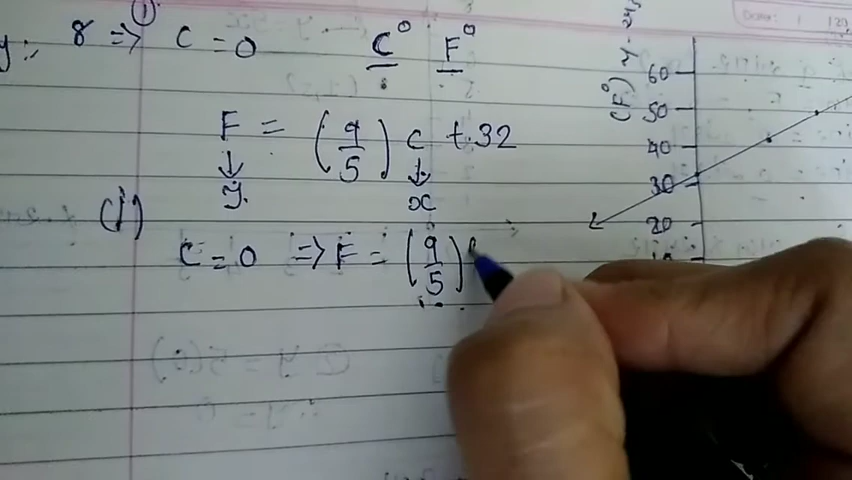 8 => C = 0 C° F°
①
F = (9/5) C + 32
↓ ↓
y. x
(i)
C = 0 => F = (9/5)
(F°)
60
50
40
30
20